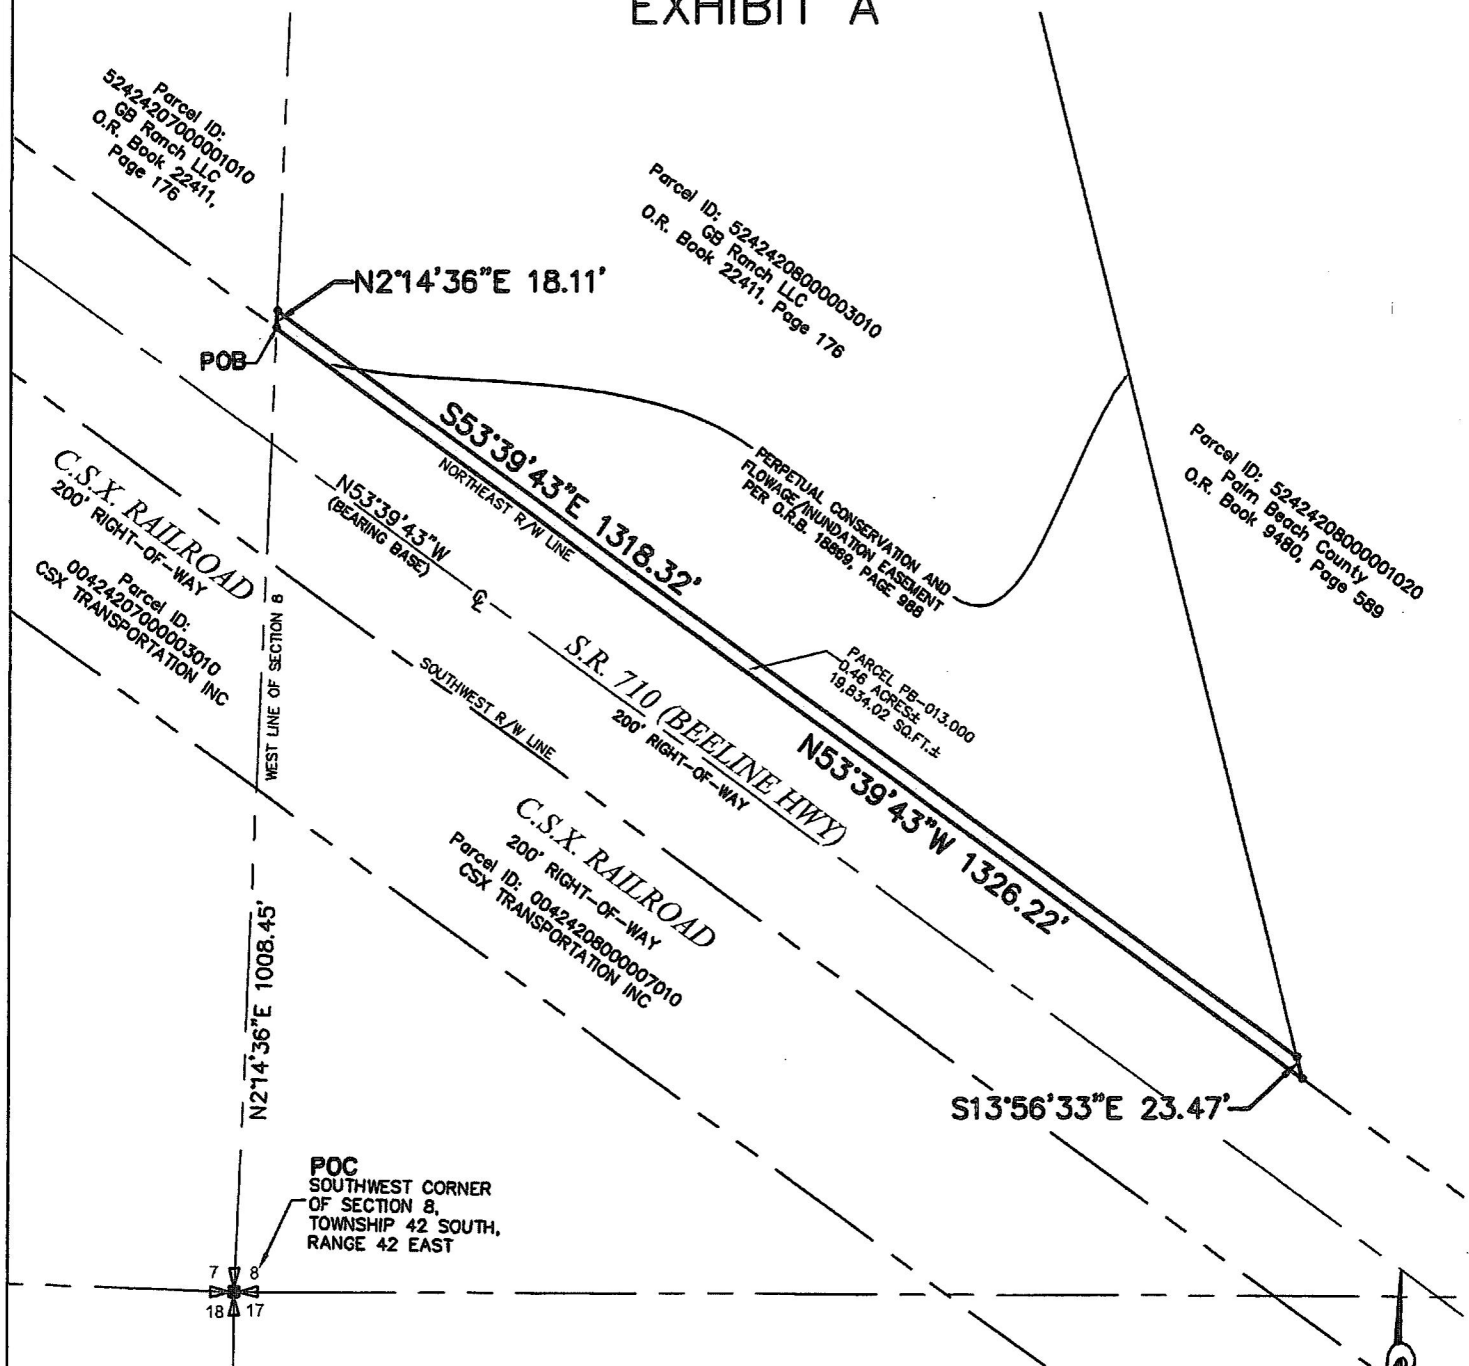 EXHIBIT A
Parcel ID:
52424207000001010
GB Ranch LLC
O.R. Book 22411,
Page 176
Parcel ID: 52424208000003010
GB Ranch LLC
O.R. Book 22411, Page 176
N2°14'36"E 18.11'
POB
S53°39'43"E 1318.32'
NORTHEAST R/W LINE
PERPETUAL CONSERVATION AND
FLOWAGE/INUNDATION EASEMENT
PER O.R.B. 18869, PAGE 988
Parcel ID: 52424208000001020
Palm Beach County
O.R. Book 9480, Page 589
C.S.X. RAILROAD
200' RIGHT-OF-WAY
Parcel ID:
00424207000003010
CSX TRANSPORTATION INC
N53°39'43"W
(BEARING BASE)
WEST LINE OF SECTION 8
SOUTHWEST R/W LINE
S.R. 710 (BEELINE HWY)
200' RIGHT-OF-WAY
PARCEL PB-013.000
0.46 ACRES±
19,834.02 SQ.FT.±
N53°39'43"W 1326.22'
C.S.X. RAILROAD
200' RIGHT-OF-WAY
Parcel ID: 00424208000007010
CSX TRANSPORTATION INC
N2°14'36"E 1008.45'
S13°56'33"E 23.47'
POC
SOUTHWEST CORNER
OF SECTION 8,
TOWNSHIP 42 SOUTH,
RANGE 42 EAST
7 8
18 17